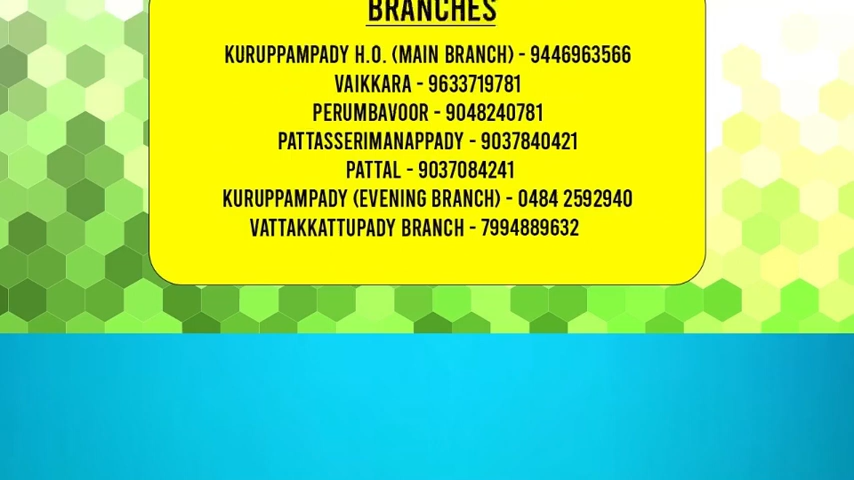 BRANCHES
KURUPPAMPADY H.O. (MAIN BRANCH) - 9446963566
VAIKKARA - 9633719781
PERUMBAVOOR - 9048240781
PATTASSERIMANAPPADY - 9037840421
PATTAL - 9037084241
KURUPPAMPADY (EVENING BRANCH) - 0484 2592940
VATTAKKATTUPADY BRANCH - 7994889632